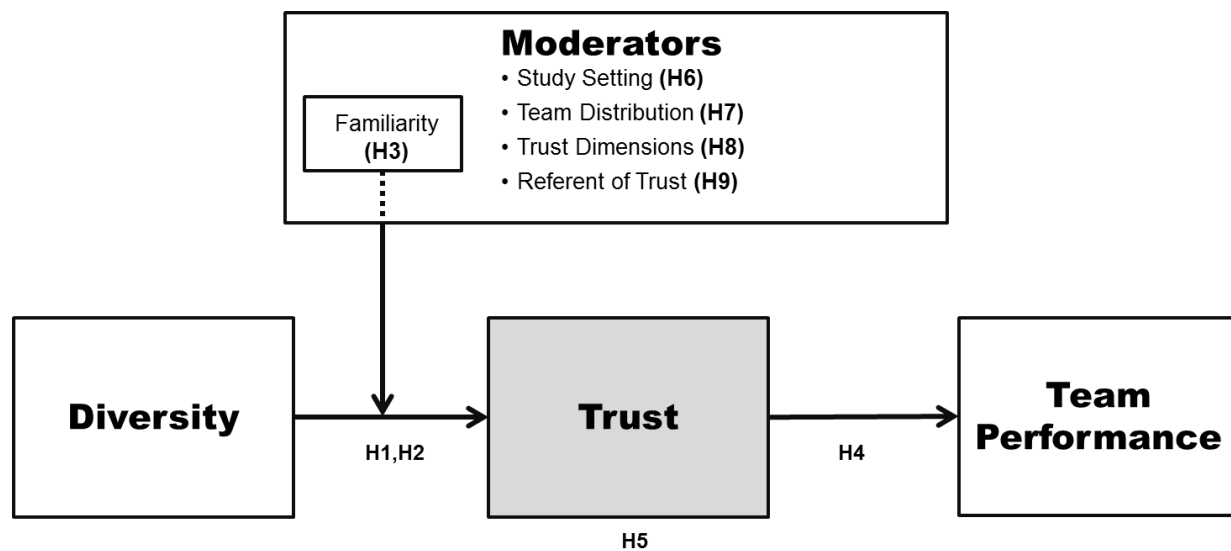 Moderators
• Study Setting (H6)
• Team Distribution (H7)
• Trust Dimensions (H8)
• Referent of Trust (H9)
Familiarity
(H3)
Diversity
H1,H2
Trust
H4
Team
Performance
H5